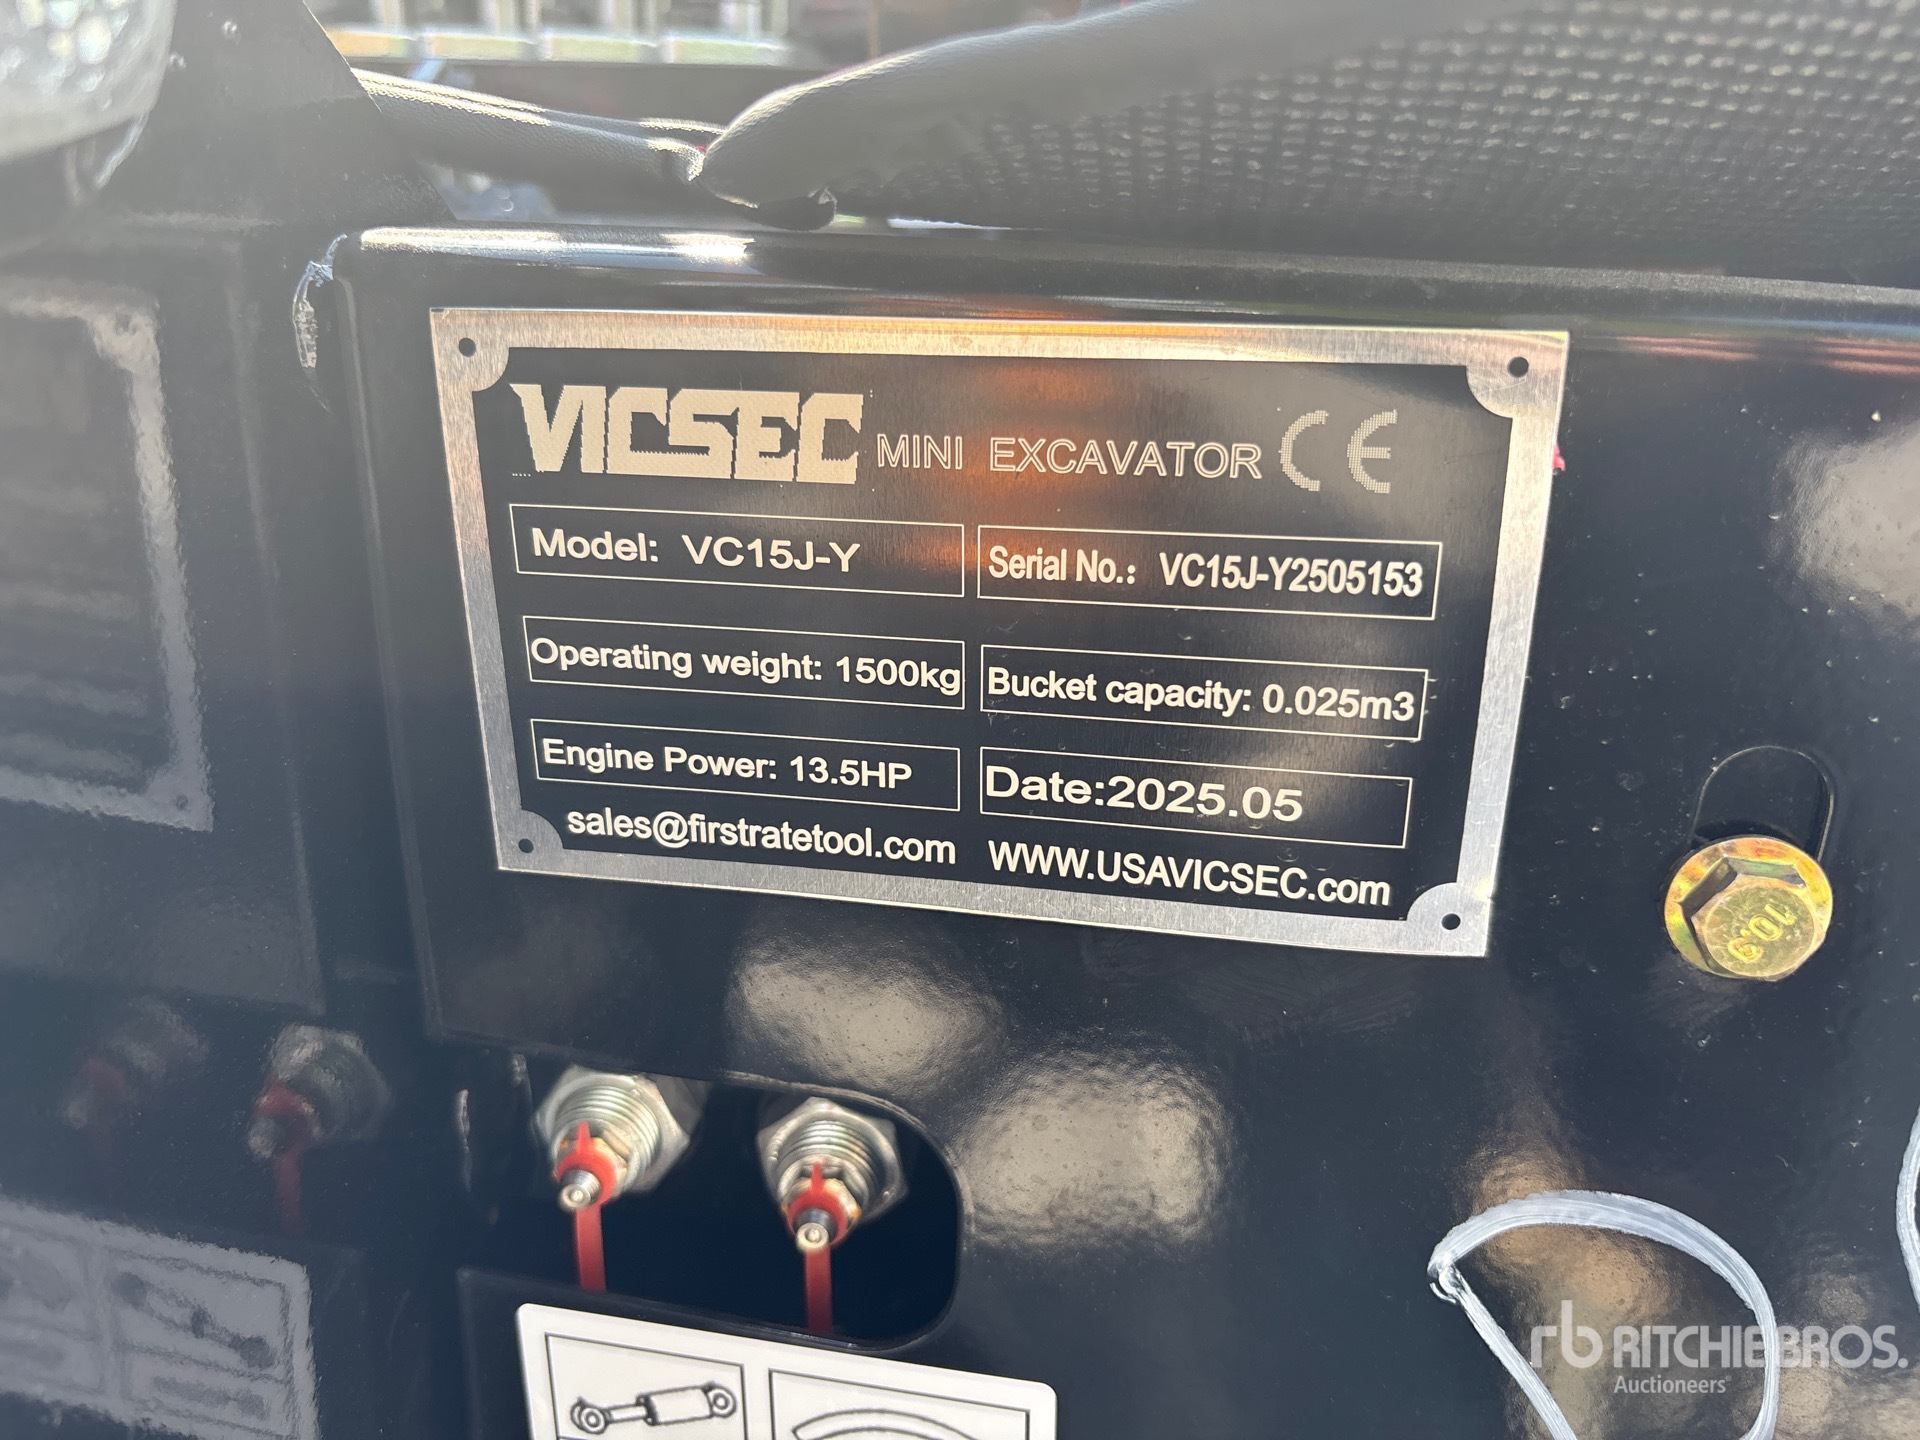 VICSEC MINI EXCAVATOR CE
Model: VC15J-Y
Serial No.: VC15J-Y2505153
Operating weight: 1500kg
Bucket capacity: 0.025m3
Engine Power: 13.5HP
Date:2025.05
sales@firstratetool.com
WWW.USAVICSEC.com
10.9
rb RITCHIE BROS.
Auctioneers